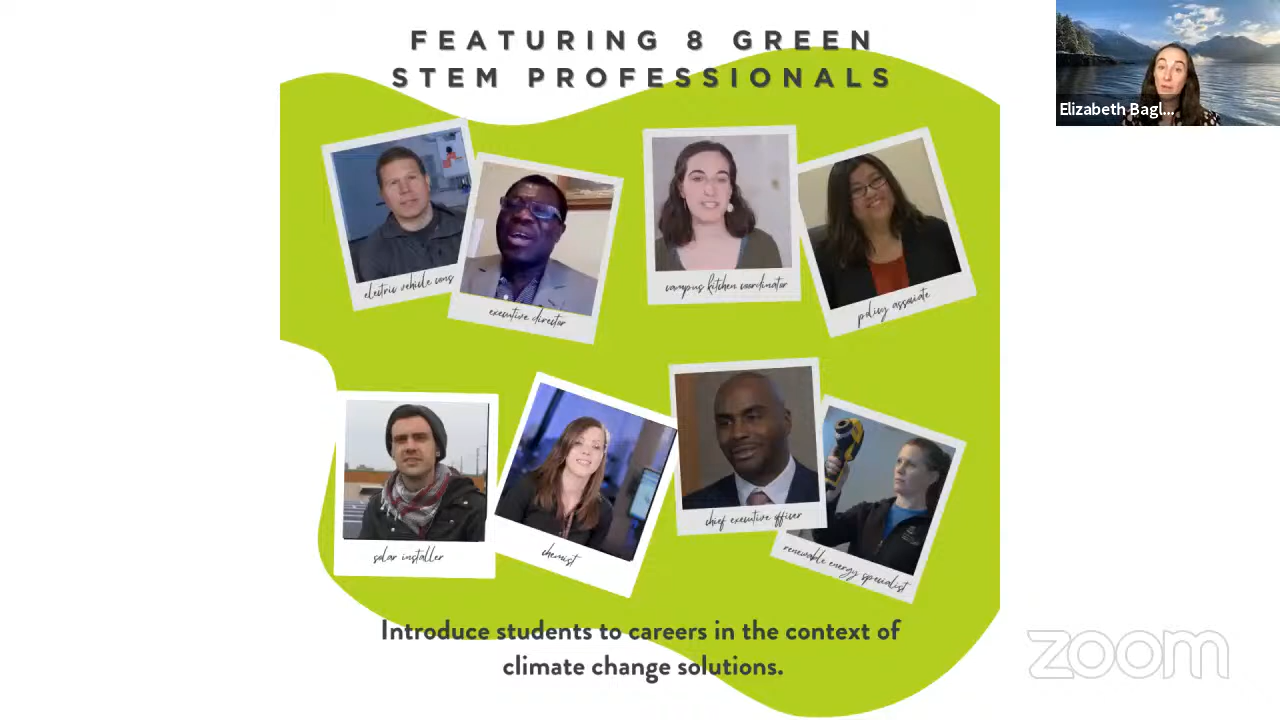 FEATURING 8 GREEN
STEM PROFESSIONALS
Elizabeth Bagl...
electric vehicle cons
executive director
campus kitchen coordinator
policy associate
solar installer
chemist
chief executive officer
renewable energy specialist
Introduce students to careers in the context of
climate change solutions.
zoom